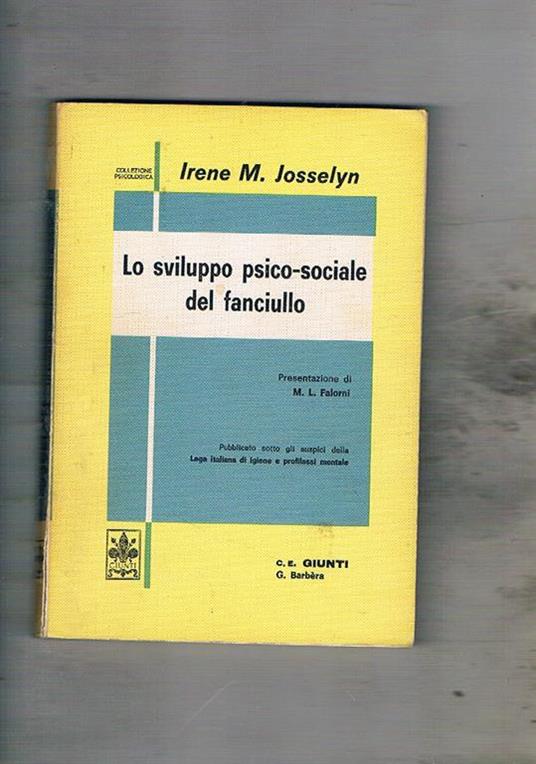 COLLEZIONE
PSICOLOGICA
Irene M. Josselyn
Lo sviluppo psico-sociale
del fanciullo
Presentazione di
M. L. Falorni
Pubblicato sotto gli auspici della
Lega italiana di igiene e profilassi mentale
GIUNTI
C. E. GIUNTI
G. Barbèra